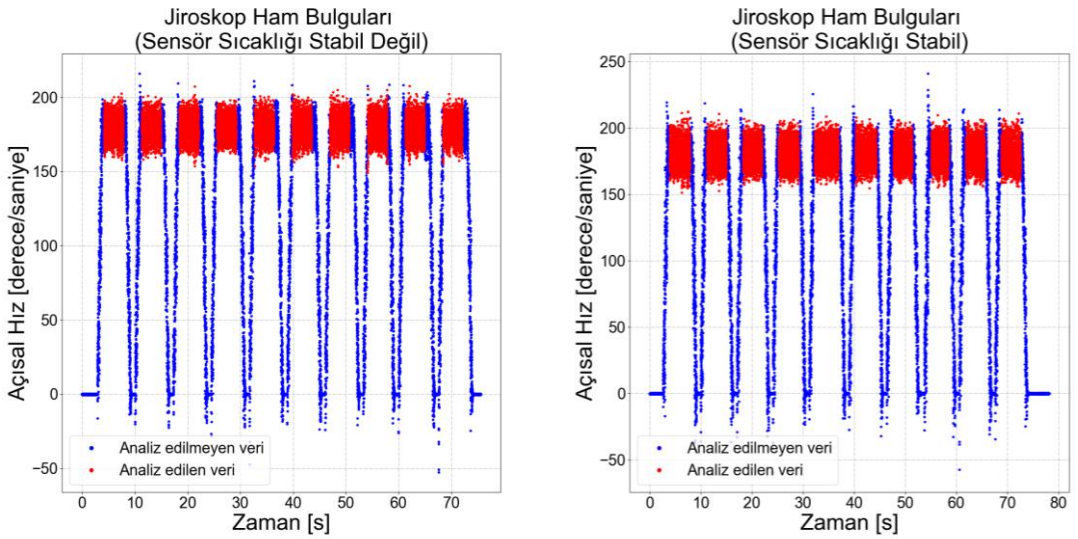 Jiroskop Ham Bulguları
(Sensör Sıcaklığı Stabil Değil)
Açısal Hız [derece/saniye]
200
150
100
50
0
−50
Analiz edilmeyen veri
Analiz edilen veri
0 10 20 30 40 50 60 70
Zaman [s]
Jiroskop Ham Bulguları
(Sensör Sıcaklığı Stabil)
Açısal Hız [derece/saniye]
250
200
150
100
50
0
−50
Analiz edilmeyen veri
Analiz edilen veri
0 10 20 30 40 50 60 70 80
Zaman [s]